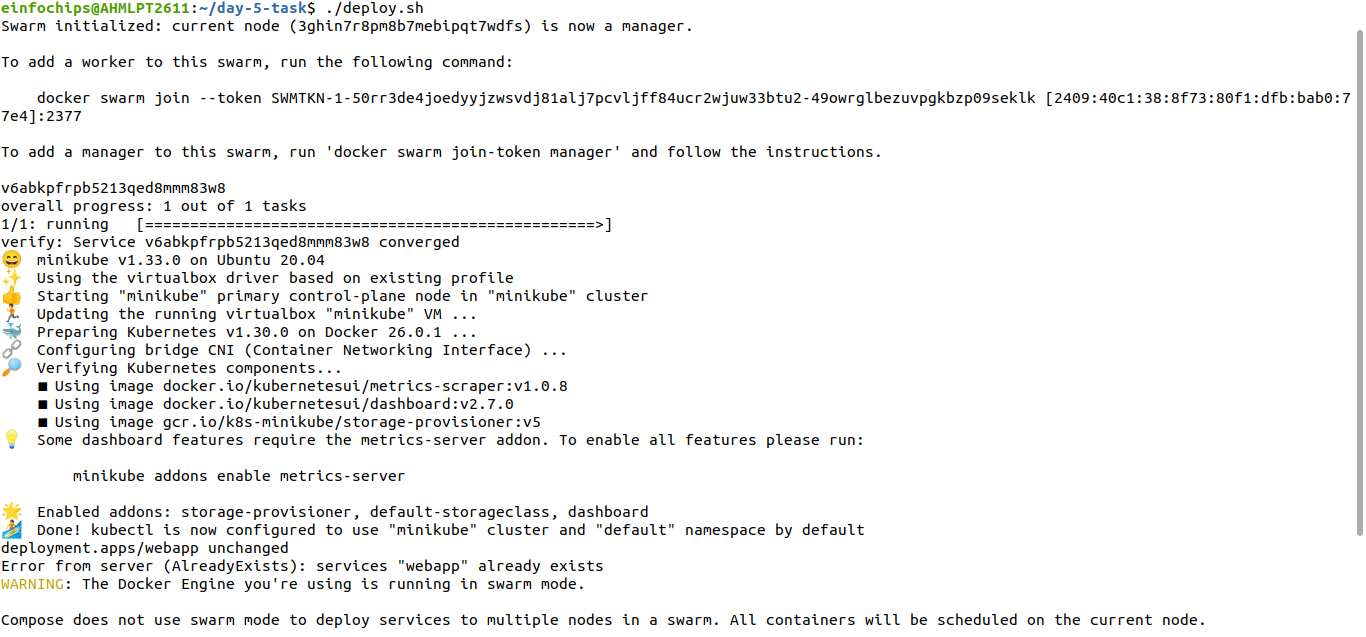 einfochips@AHMLPT2611:~/day-5-task$ ./deploy.sh
Swarm initialized: current node (3ghin7r8pm8b7mebipqt7wdfs) is now a manager.
To add a worker to this swarm, run the following command:
docker swarm join --token SWMTKN-1-50rr3de4joedyyjzwsvdj81alj7pcvljff84ucr2wjuw33btu2-49owrglbezuvpgkbzp09seklk [2409:40c1:38:8f73:80f1:dfb:bab0:7
7e4]:2377
To add a manager to this swarm, run 'docker swarm join-token manager' and follow the instructions.
v6abkpfrpb5213qed8mmm83w8
overall progress: 1 out of 1 tasks
1/1: running   [==================================================>]
verify: Service v6abkpfrpb5213qed8mmm83w8 converged
😄  minikube v1.33.0 on Ubuntu 20.04
✨  Using the virtualbox driver based on existing profile
👍  Starting "minikube" primary control-plane node in "minikube" cluster
🏃  Updating the running virtualbox "minikube" VM ...
🐳  Preparing Kubernetes v1.30.0 on Docker 26.0.1 ...
🔗  Configuring bridge CNI (Container Networking Interface) ...
🔎  Verifying Kubernetes components...
■ Using image docker.io/kubernetesui/metrics-scraper:v1.0.8
■ Using image docker.io/kubernetesui/dashboard:v2.7.0
■ Using image gcr.io/k8s-minikube/storage-provisioner:v5
💡  Some dashboard features require the metrics-server addon. To enable all features please run:
minikube addons enable metrics-server
🌟  Enabled addons: storage-provisioner, default-storageclass, dashboard
🏄  Done! kubectl is now configured to use "minikube" cluster and "default" namespace by default
deployment.apps/webapp unchanged
Error from server (AlreadyExists): services "webapp" already exists
WARNING: The Docker Engine you're using is running in swarm mode.
Compose does not use swarm mode to deploy services to multiple nodes in a swarm. All containers will be scheduled on the current node.